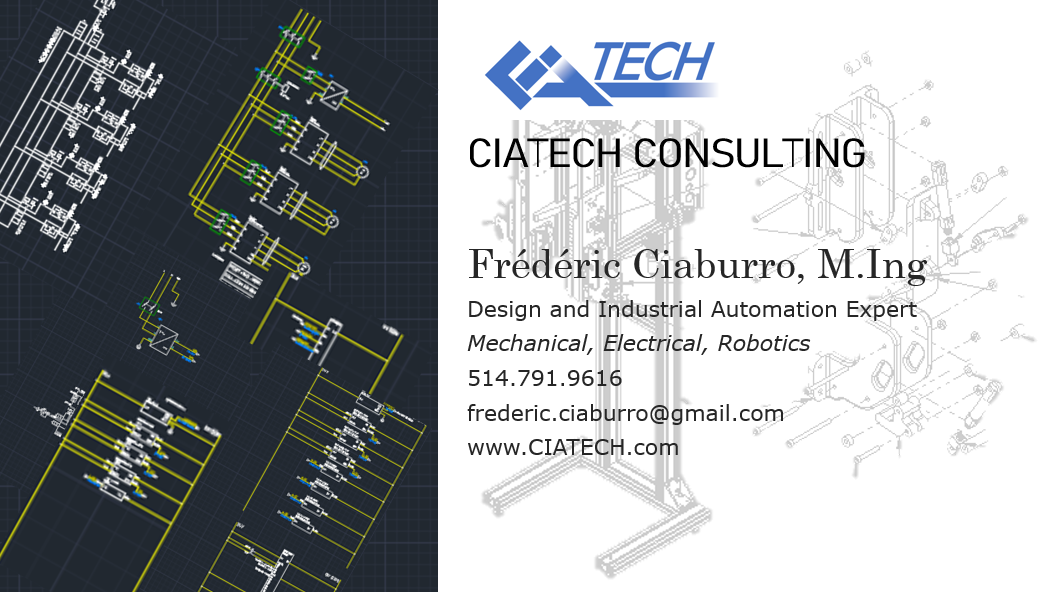 CIA TECH
CIATECH CONSULTING
Frédéric Ciaburro, M.Ing
Design and Industrial Automation Expert
Mechanical, Electrical, Robotics
514.791.9616
frederic.ciaburro@gmail.com
www.CIATECH.com